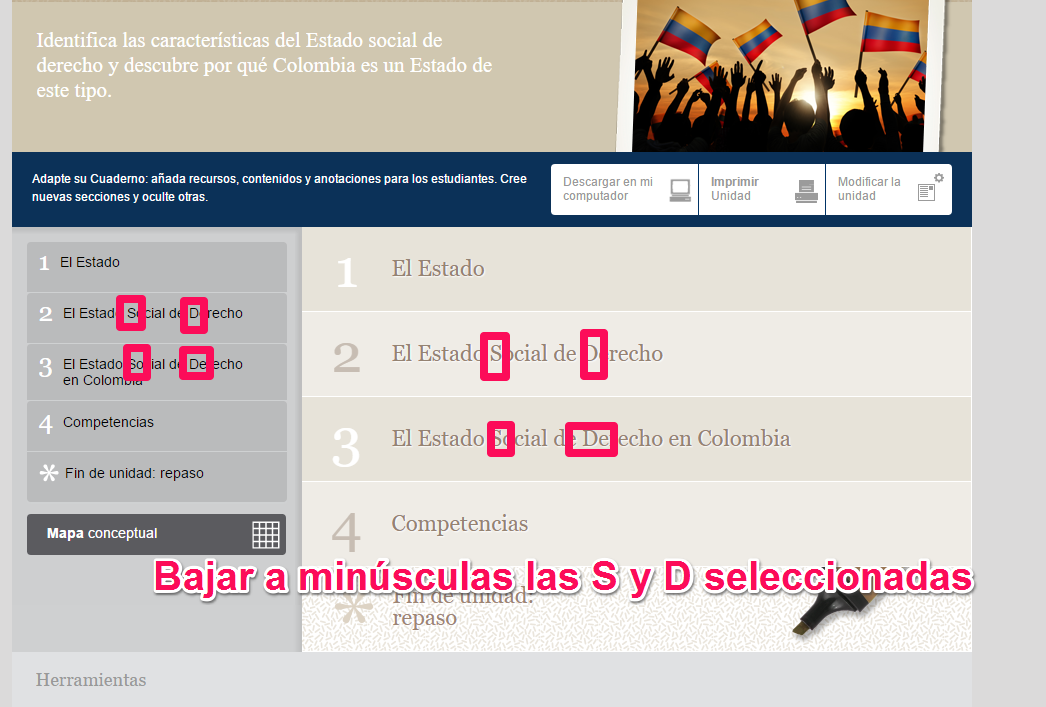 Identifica las características del Estado social de
derecho y descubre por qué Colombia es un Estado de
este tipo.
Adapte su Cuaderno: añada recursos, contenidos y anotaciones para los estudiantes. Cree
nuevas secciones y oculte otras.
Descargar en mi
computador
Imprimir
Unidad
Modificar la
unidad
1 El Estado
2 El Estado Social de Derecho
3 El Estado Social de Derecho
en Colombia
4 Competencias
* Fin de unidad: repaso
Mapa conceptual
1 El Estado
2 El Estado Social de Derecho
3 El Estado Social de Derecho en Colombia
4 Competencias
Bajar a minúsculas las S y D seleccionadas
* Fin de unidad:
repaso
Herramientas